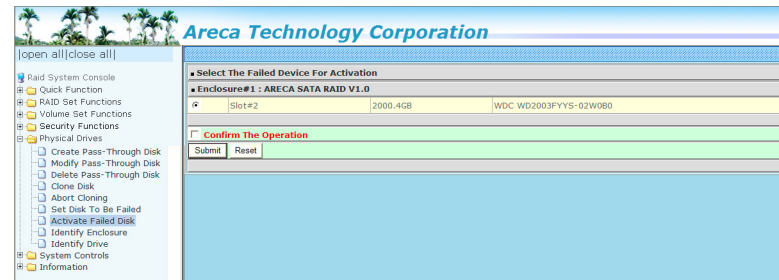 Areca Technology Corporation
|open all|close all|
Raid System Console
Quick Function
RAID Set Functions
Volume Set Functions
Security Functions
Physical Drives
Create Pass-Through Disk
Modify Pass-Through Disk
Delete Pass-Through Disk
Clone Disk
Abort Cloning
Set Disk To Be Failed
Activate Failed Disk
Identify Enclosure
Identify Drive
System Controls
Information
Select The Failed Device For Activation
Enclosure#1 : ARECA SATA RAID V1.0
Slot#2 2000.4GB WDC WD2003FYYS-02W0B0
Confirm The Operation
Submit Reset